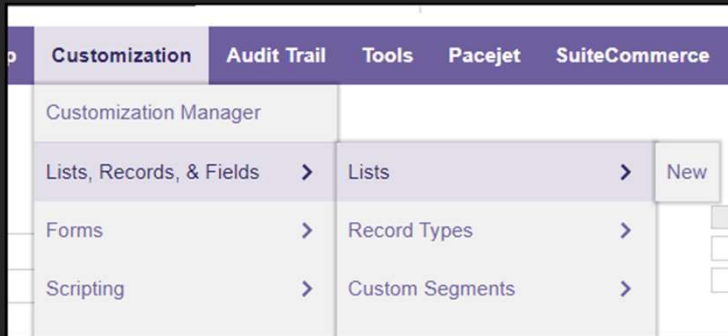 Customization Audit Trail Tools Pacejet SuiteCommerce
Customization Manager
Lists, Records, & Fields Lists New
Forms Record Types
Scripting Custom Segments